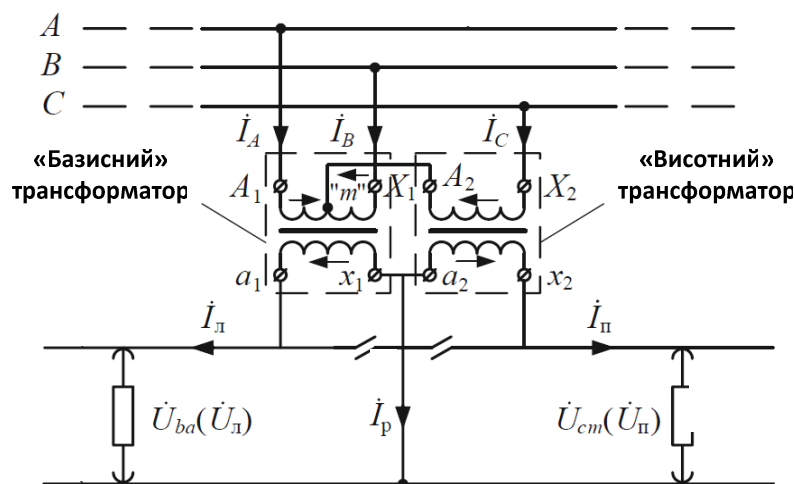 A
B
C
İ_A İ_B İ_C
«Базисний» трансформатор
«Висотний» трансформатор
A₁ "m" X₁ A₂ X₂
a₁ x₁ a₂ x₂
İ_л İ_п
U̇_ba(U̇_л) İ_р U̇_cm(U̇_п)